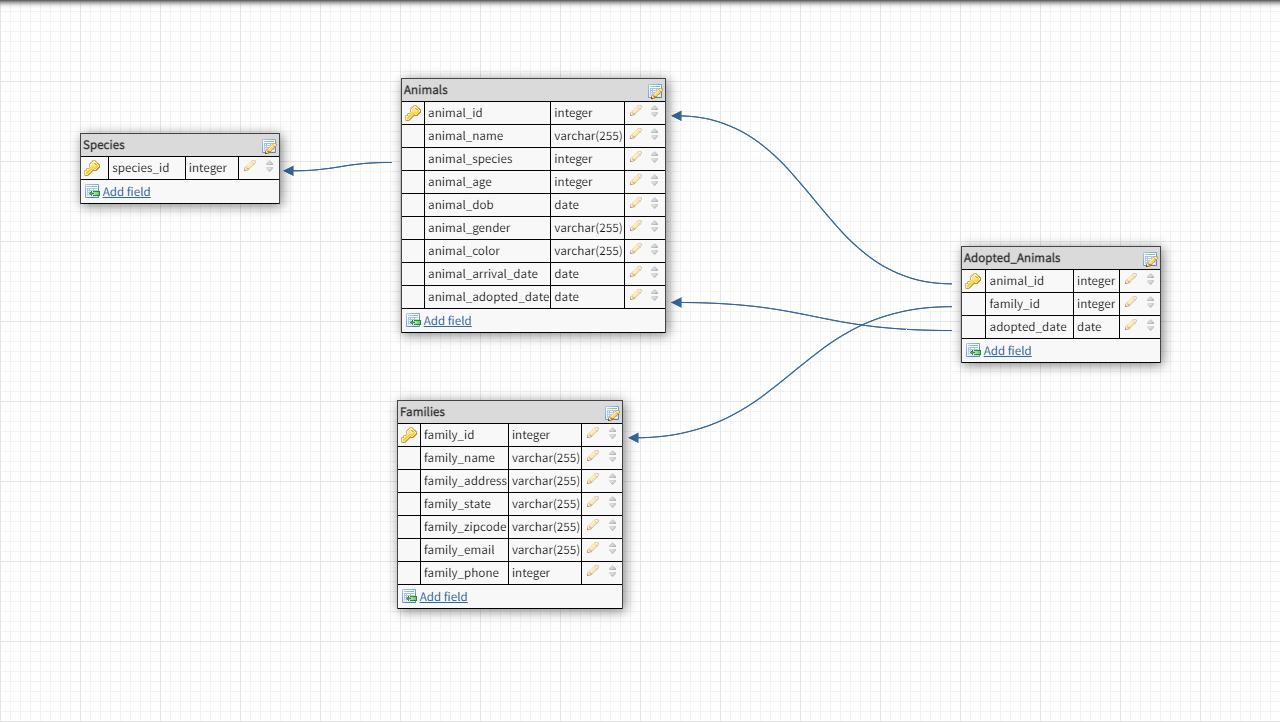 Species
species_id integer
Add field
Animals
animal_id integer
animal_name varchar(255)
animal_species integer
animal_age integer
animal_dob date
animal_gender varchar(255)
animal_color varchar(255)
animal_arrival_date date
animal_adopted_date date
Add field
Adopted_Animals
animal_id integer
family_id integer
adopted_date date
Add field
Families
family_id integer
family_name varchar(255)
family_address varchar(255)
family_state varchar(255)
family_zipcode varchar(255)
family_email varchar(255)
family_phone integer
Add field